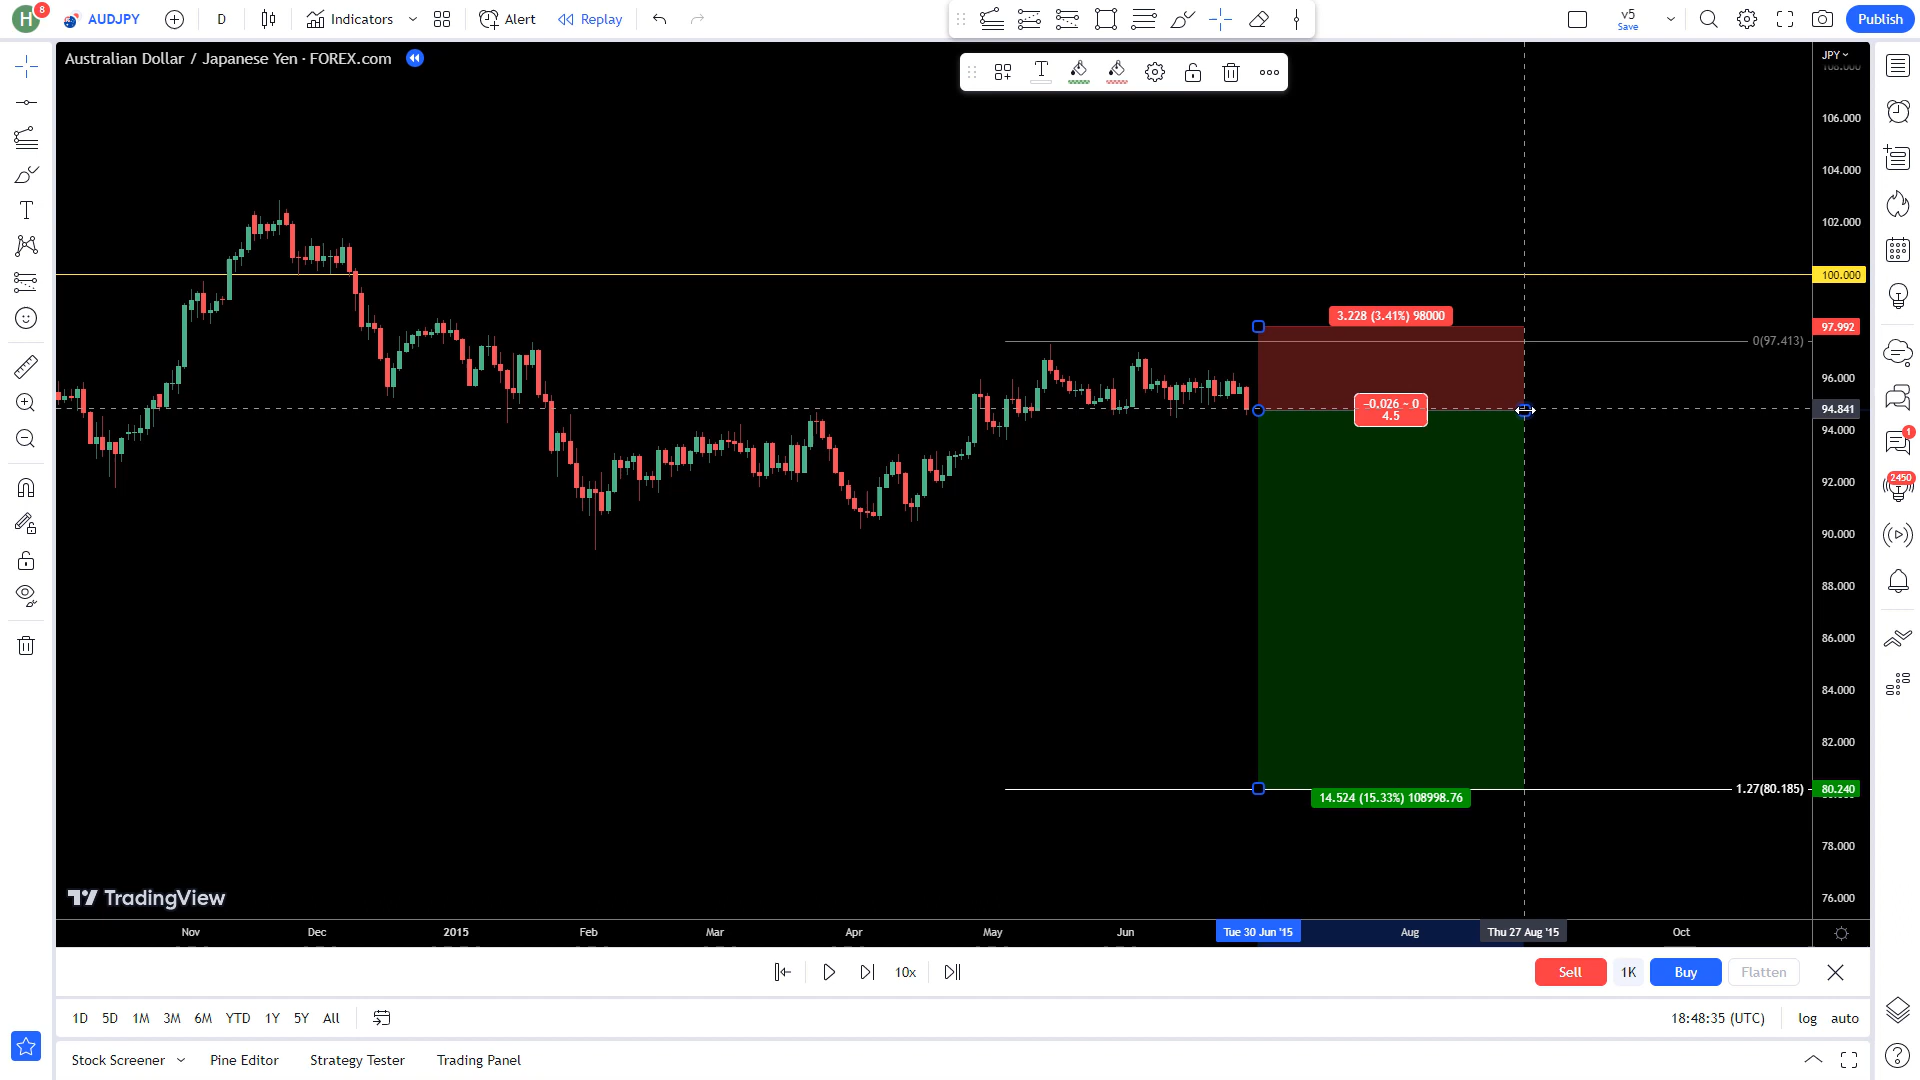 H
8
AUDJPY
D
Indicators
Alert
Replay
v5
Save
Publish
Australian Dollar / Japanese Yen · FOREX.com
T
JPY
106.000
104.000
102.000
100.000
97.992
0(97.413)
96.000
94.841
94.000
92.000
90.000
88.000
86.000
84.000
82.000
1.27(80.185)
80.240
78.000
76.000
3.228 (3.41%) 98000
-0.026 ~ 0
4.5
14.524 (15.33%) 108998.76
T
1
2450
TradingView
Nov
Dec
2015
Feb
Mar
Apr
May
Jun
Tue 30 Jun '15
Aug
Thu 27 Aug '15
Oct
10x
Sell
1K
Buy
Flatten
1D 5D 1M 3M 6M YTD 1Y 5Y All
18:48:35 (UTC)
log
auto
Stock Screener
Pine Editor
Strategy Tester
Trading Panel